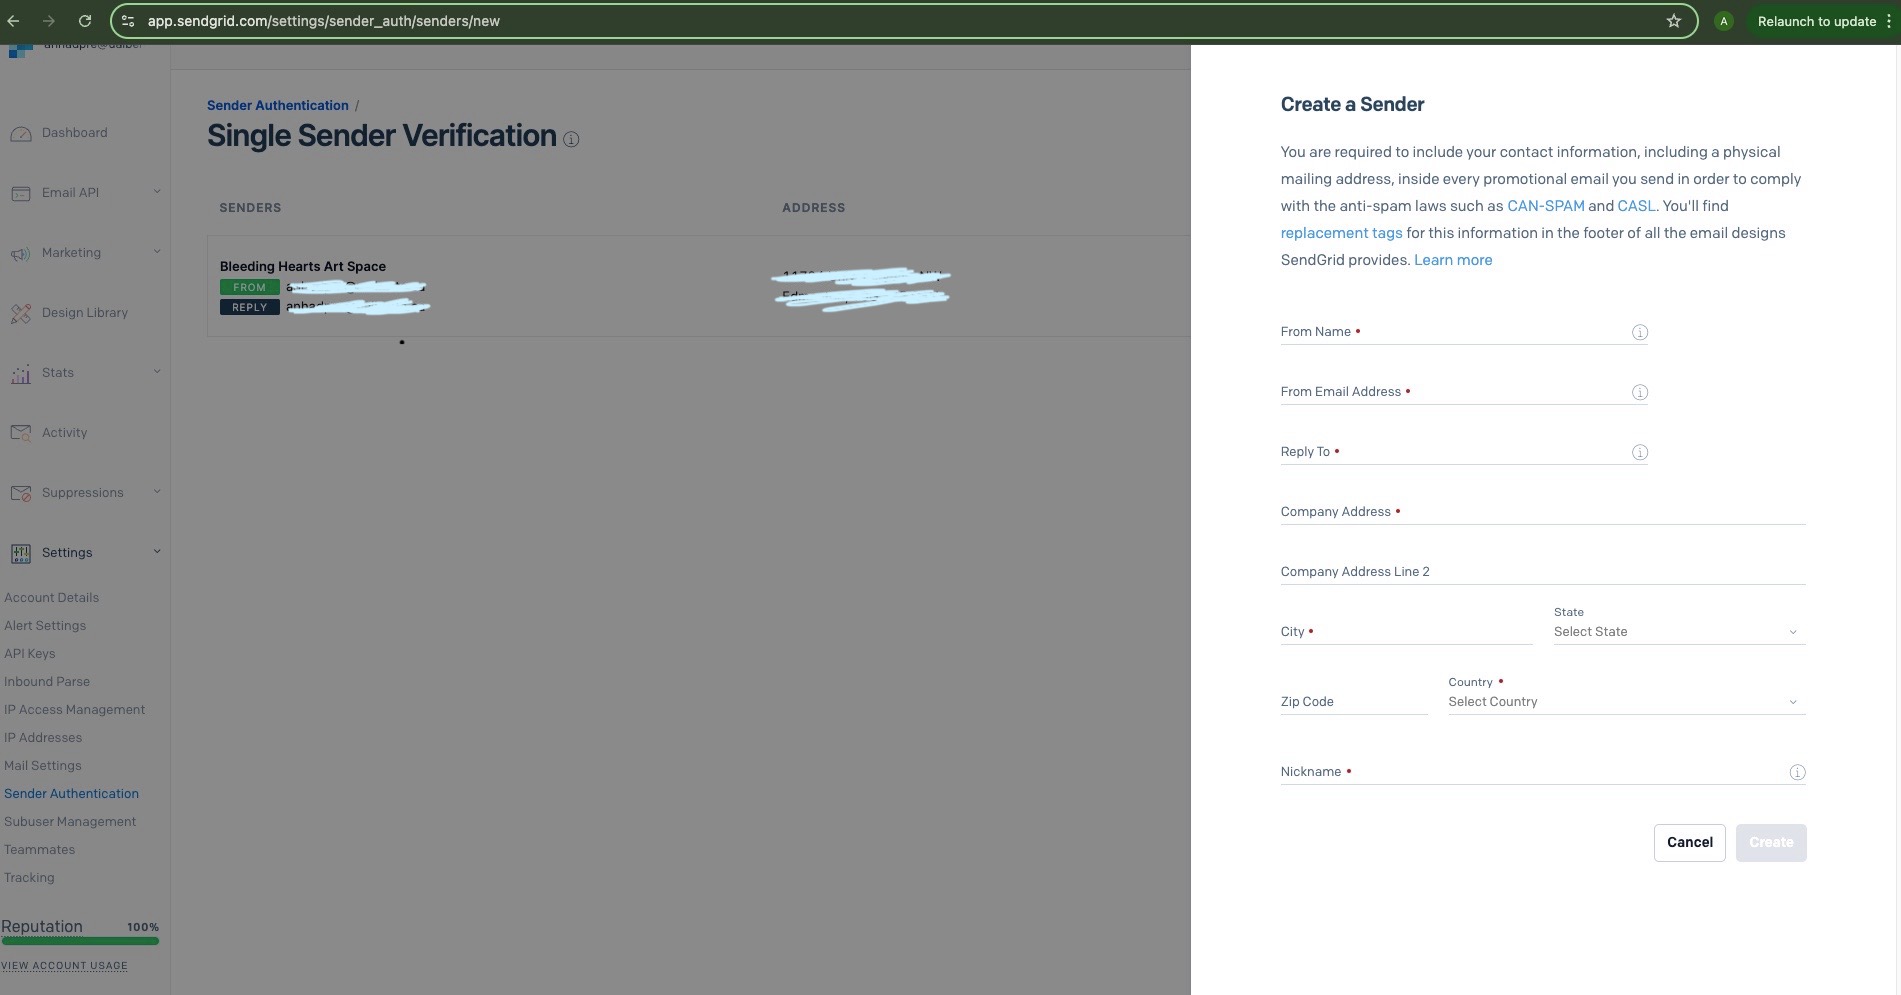 app.sendgrid.com/settings/sender_auth/senders/new
A
Relaunch to update
Dashboard
Email API
Marketing
Design Library
Stats
Activity
Suppressions
Settings
Account Details
Alert Settings
API Keys
Inbound Parse
IP Access Management
IP Addresses
Mail Settings
Sender Authentication
Subuser Management
Teammates
Tracking
Reputation 100%
VIEW ACCOUNT USAGE
Sender Authentication /
Single Sender Verification
SENDERS ADDRESS
Bleeding Hearts Art Space
FROM
REPLY
Create a Sender
You are required to include your contact information, including a physical
mailing address, inside every promotional email you send in order to comply
with the anti-spam laws such as CAN-SPAM and CASL. You'll find
replacement tags for this information in the footer of all the email designs
SendGrid provides. Learn more
From Name •
From Email Address •
Reply To •
Company Address •
Company Address Line 2
State
City • Select State
Country •
Zip Code Select Country
Nickname •
Cancel Create